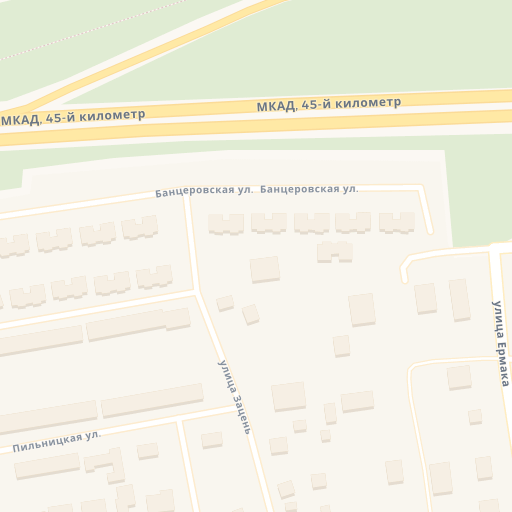 МКАД, 45-й километр
МКАД, 45-й километр
Банцеровская ул.
Банцеровская ул.
улица Ермака
улица Зацень
Пильницкая ул.